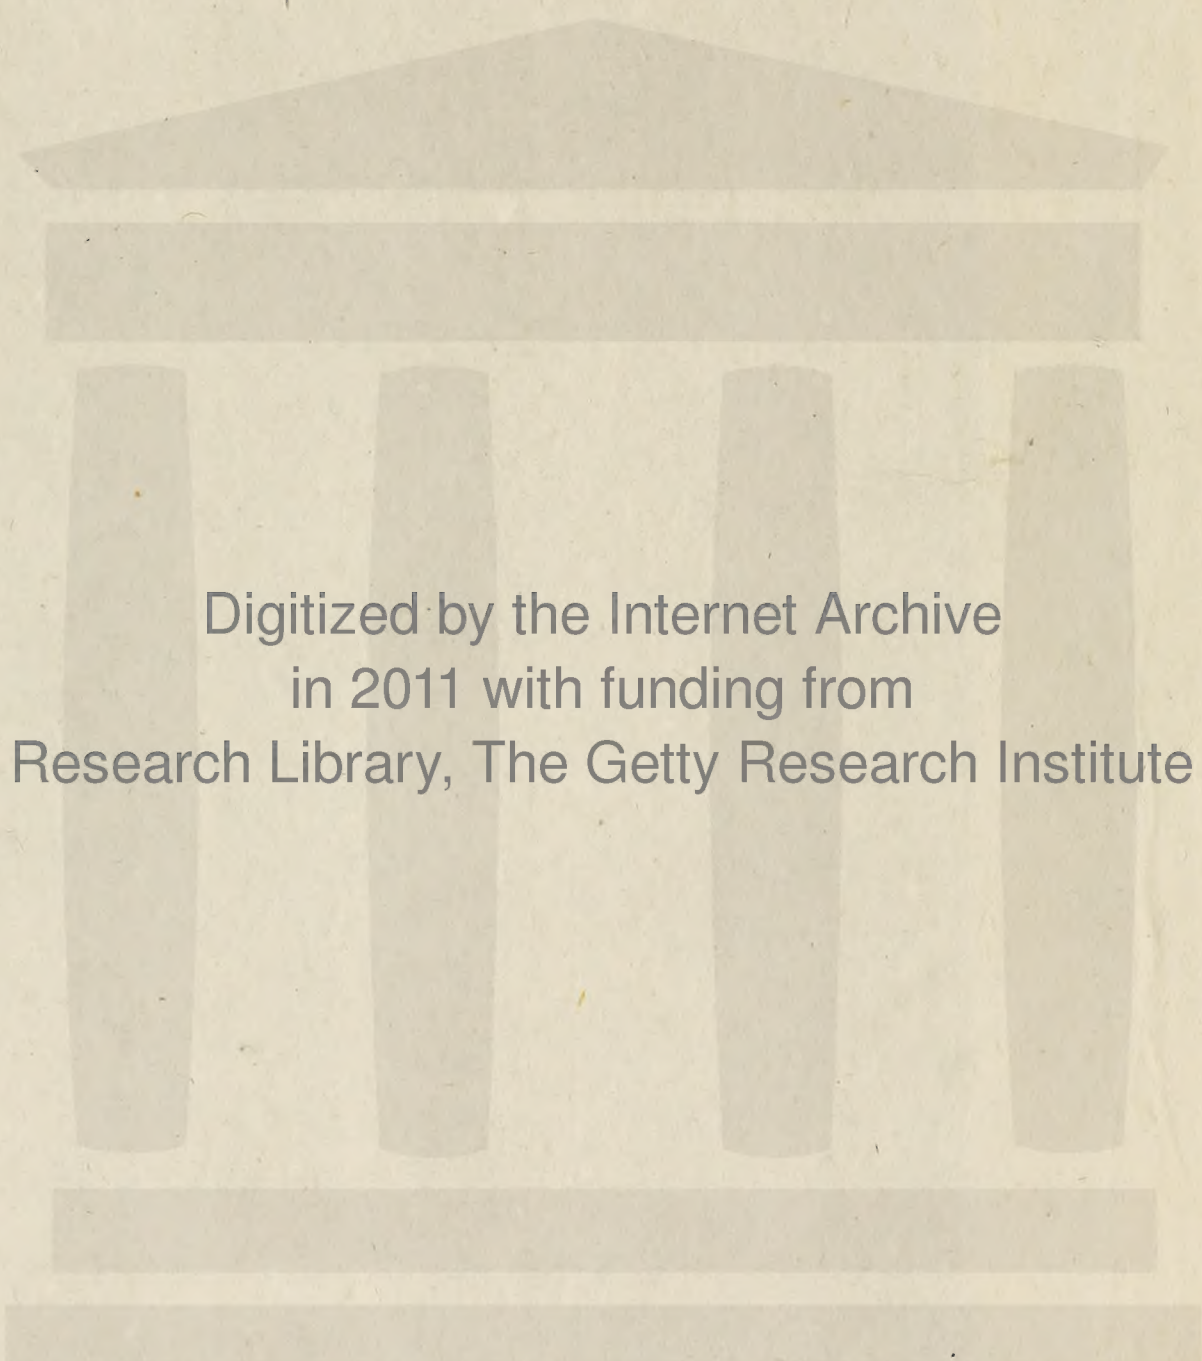 Digitized by the Internet Archive
in 2011 with funding from
Research Library, The Getty Research Institute